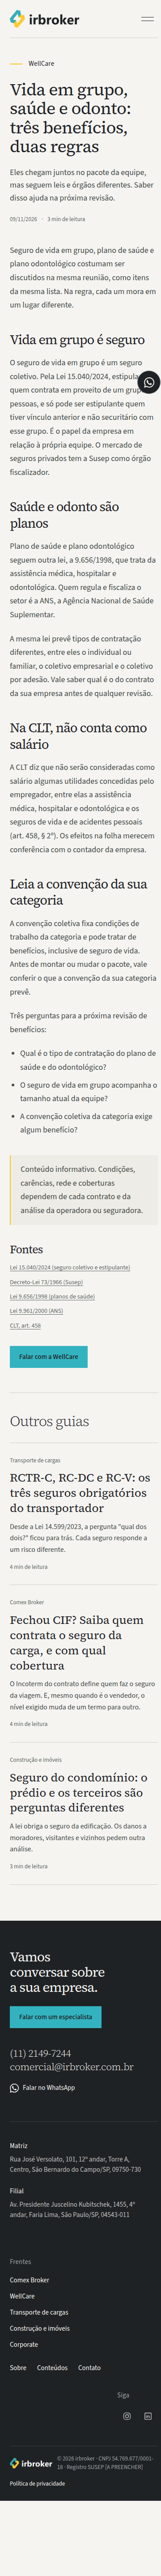 irbroker
WellCare
Vida em grupo,
saúde e odonto:
três benefícios,
duas regras
Eles chegam juntos no pacote da equipe,
mas seguem leis e órgãos diferentes. Saber
disso ajuda na próxima revisão.
09/11/2026 · 3 min de leitura
Seguro de vida em grupo, plano de saúde e
plano odontológico costumam ser
discutidos na mesma reunião, como itens
da mesma lista. Na regra, cada um mora em
um lugar diferente.
Vida em grupo é seguro
O seguro de vida em grupo é um seguro
coletivo. Pela Lei 15.040/2024, estipula
quem contrata em proveito de um grup
pessoas, e só pode ser estipulante quem
tiver vínculo anterior e não securitário com
esse grupo. É o papel da empresa em
relação à própria equipe. O mercado de
seguros privados tem a Susep como órgão
fiscalizador.
Saúde e odonto são
planos
Plano de saúde e plano odontológico
seguem outra lei, a 9.656/1998, que trata da
assistência médica, hospitalar e
odontológica. Quem regula e fiscaliza o
setor é a ANS, a Agência Nacional de Saúde
Suplementar.
A mesma lei prevê tipos de contratação
diferentes, entre eles o individual ou
familiar, o coletivo empresarial e o coletivo
por adesão. Vale saber qual é o do contrato
da sua empresa antes de qualquer revisão.
Na CLT, não conta como
salário
A CLT diz que não serão consideradas como
salário algumas utilidades concedidas pelo
empregador, entre elas a assistência
médica, hospitalar e odontológica e os
seguros de vida e de acidentes pessoais
(art. 458, § 2º). Os efeitos na folha merecem
conferência com o contador da empresa.
Leia a convenção da sua
categoria
A convenção coletiva fixa condições de
trabalho da categoria e pode tratar de
benefícios, inclusive de seguro de vida.
Antes de montar ou mudar o pacote, vale
conferir o que a convenção da sua categoria
prevê.
Três perguntas para a próxima revisão de
benefícios:
Qual é o tipo de contratação do plano de
saúde e do odontológico?
O seguro de vida em grupo acompanha o
tamanho atual da equipe?
A convenção coletiva da categoria exige
algum benefício?
Conteúdo informativo. Condições,
carências, rede e coberturas
dependem de cada contrato e da
análise da operadora ou seguradora.
Fontes
Lei 15.040/2024 (seguro coletivo e estipulante)
Decreto-Lei 73/1966 (Susep)
Lei 9.656/1998 (planos de saúde)
Lei 9.961/2000 (ANS)
CLT, art. 458
Falar com a WellCare
Outros guias
Transporte de cargas
RCTR-C, RC-DC e RC-V: os
três seguros obrigatórios
do transportador
Desde a Lei 14.599/2023, a pergunta "qual dos
dois?" ficou para trás. Cada seguro responde a
um risco diferente.
4 min de leitura
Comex Broker
Fechou CIF? Saiba quem
contrata o seguro da
carga, e com qual
cobertura
O Incoterm do contrato define quem faz o seguro
da viagem. E, mesmo quando é o vendedor, o
nível exigido muda de um termo para outro.
4 min de leitura
Construção e imóveis
Seguro do condomínio: o
prédio e os terceiros são
perguntas diferentes
A lei obriga o seguro da edificação. Os danos a
moradores, visitantes e vizinhos pedem outra
análise.
3 min de leitura
Vamos
conversar sobre
a sua empresa.
Falar com um especialista
(11) 2149-7244
comercial@irbroker.com.br
Falar no WhatsApp
Matriz
Rua José Versolato, 101, 12º andar, Torre A,
Centro, São Bernardo do Campo/SP, 09750-730
Filial
Av. Presidente Juscelino Kubitschek, 1455, 4º
andar, Faria Lima, São Paulo/SP, 04543-011
Frentes
Comex Broker
WellCare
Transporte de cargas
Construção e imóveis
Corporate
Sobre Conteúdos Contato
Siga
irbroker
© 2026 irbroker · CNPJ 54.769.677/0001-
18 · Registro SUSEP [A PREENCHER]
Política de privacidade